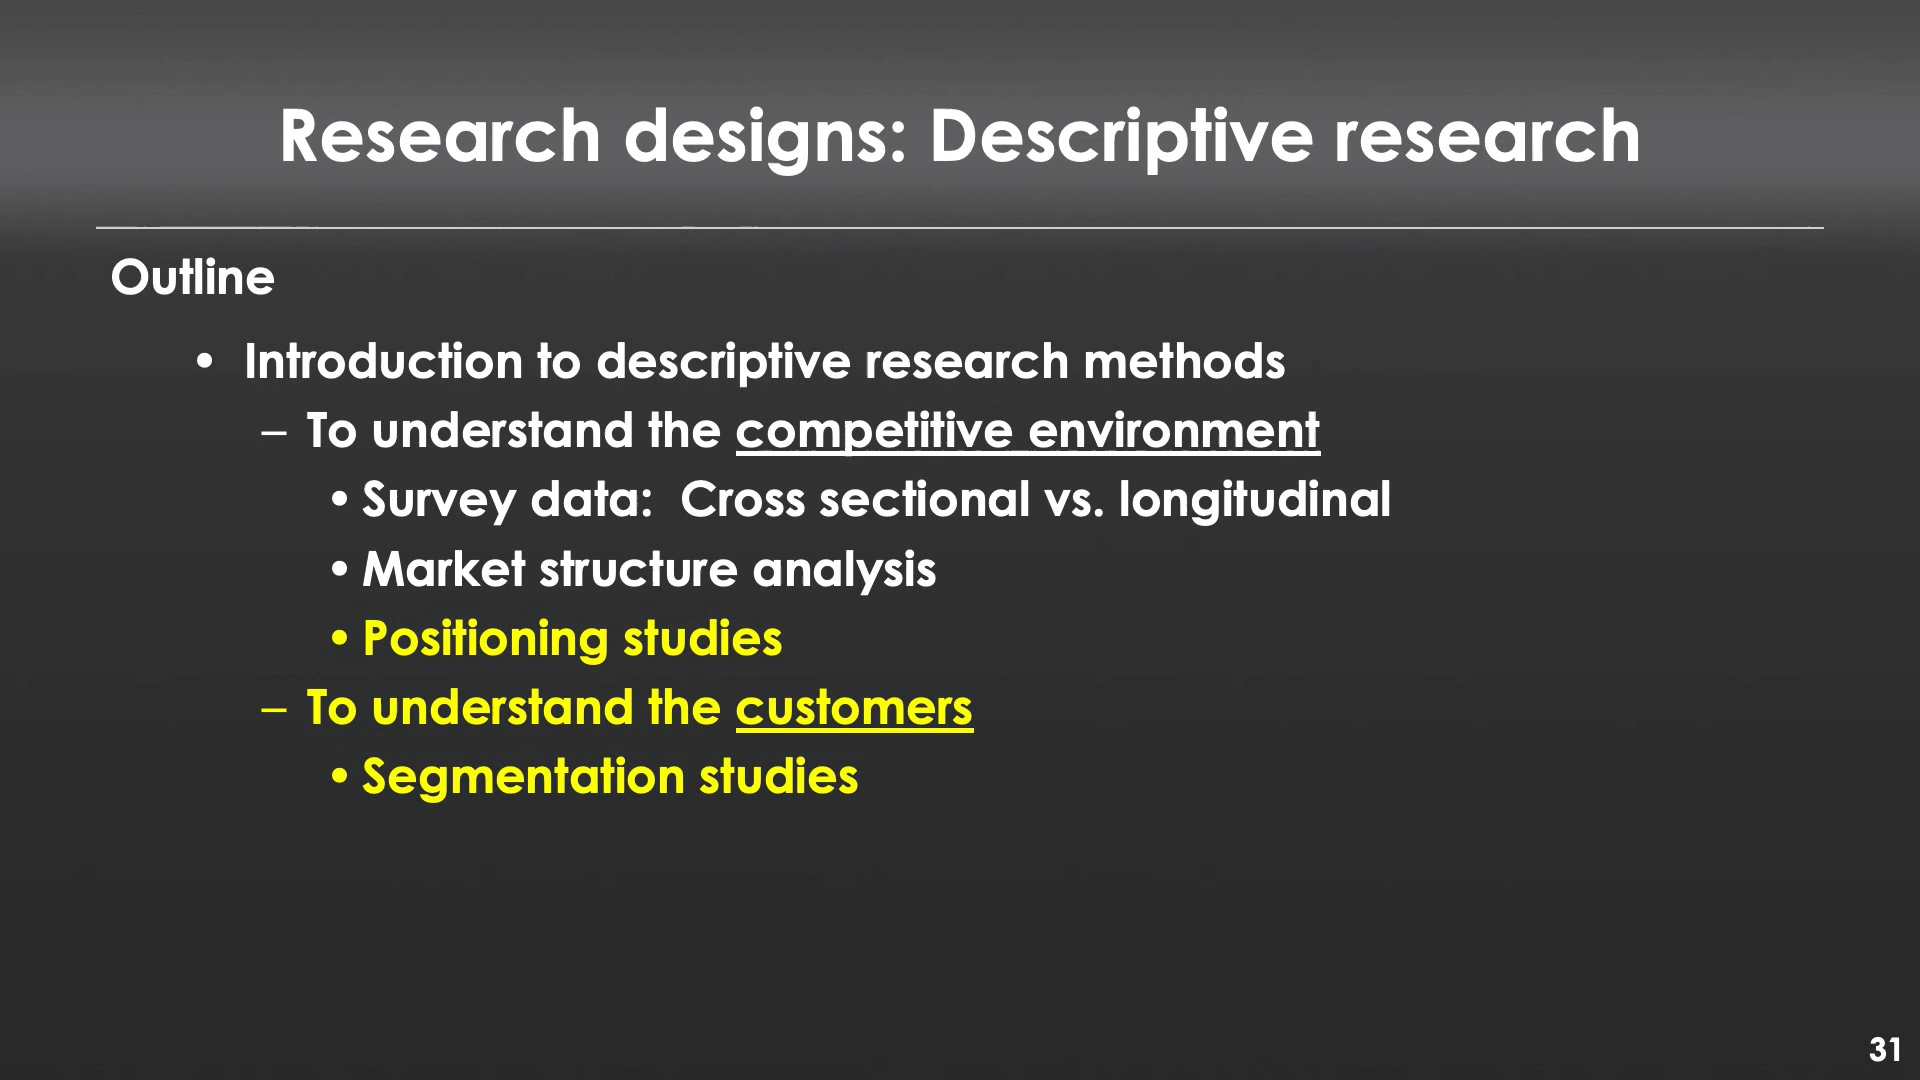 Research designs: Descriptive research
Outline
• Introduction to descriptive research methods
– To understand the competitive environment
• Survey data:  Cross sectional vs. longitudinal
• Market structure analysis
• Positioning studies
– To understand the customers
• Segmentation studies
31